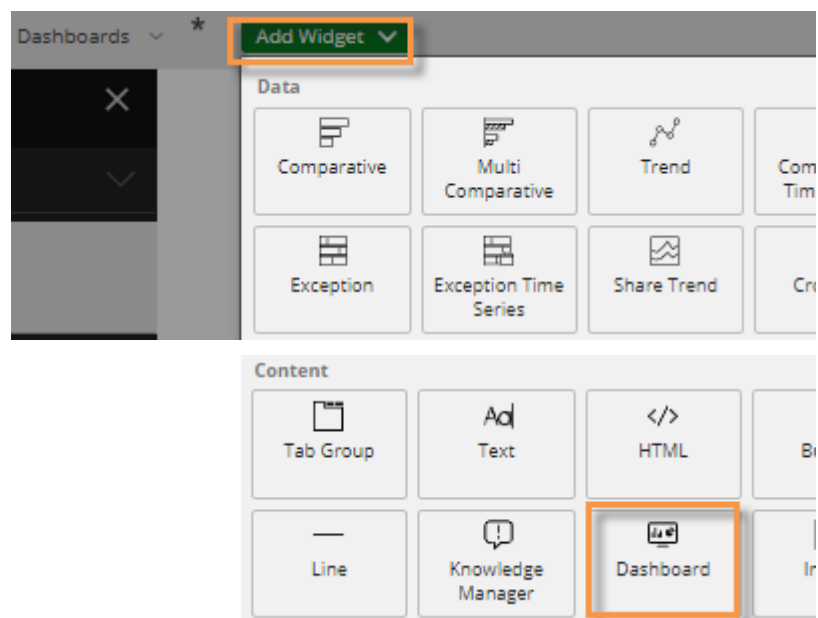 Dashboards *
Add Widget
Data
Comparative
Multi
Comparative
Trend
Exception
Exception Time
Series
Share Trend
Content
Tab Group
Text
HTML
Line
Knowledge
Manager
Dashboard